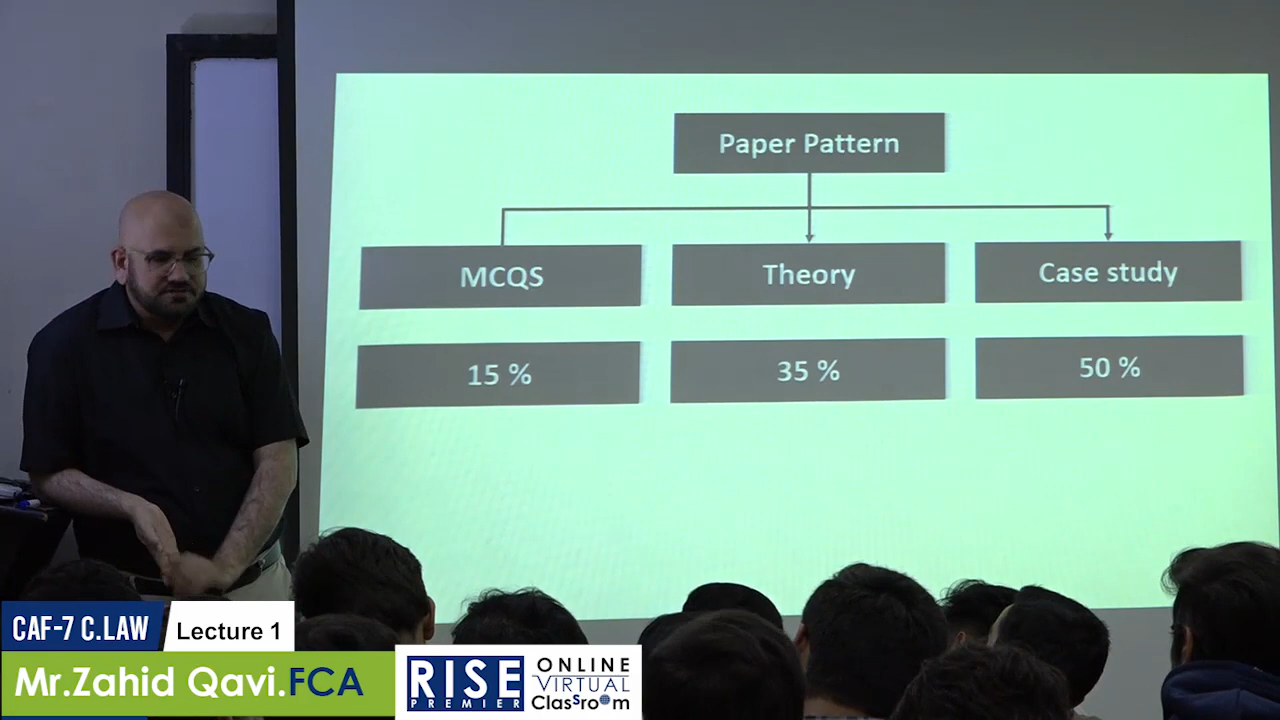 Paper Pattern
MCQS
Theory
Case study
15 %
35 %
50 %
CAF-7 C.LAW
Lecture 1
Mr.Zahid Qavi.FCA
RISE
PREMIER
ONLINE
VIRTUAL
ClasSroom